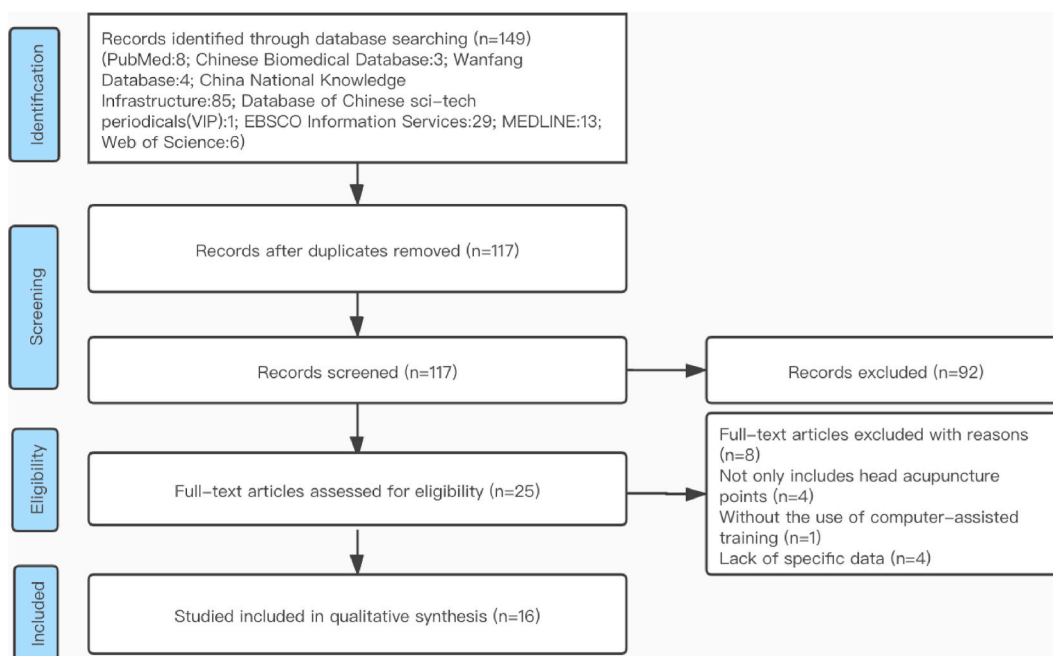 Identification
Records identified through database searching (n=149)
(PubMed:8; Chinese Biomedical Database:3; Wanfang
Database:4; China National Knowledge
Infrastructure:85; Database of Chinese sci-tech
periodicals(VIP):1; EBSCO Information Services:29; MEDLINE:13;
Web of Science:6)
Screening
Records after duplicates removed (n=117)
Records screened (n=117)
Records excluded (n=92)
Eligibility
Full-text articles assessed for eligibility (n=25)
Full-text articles excluded with reasons
(n=8)
Not only includes head acupuncture
points (n=4)
Without the use of computer-assisted
training (n=1)
Lack of specific data (n=4)
Included
Studied included in qualitative synthesis (n=16)